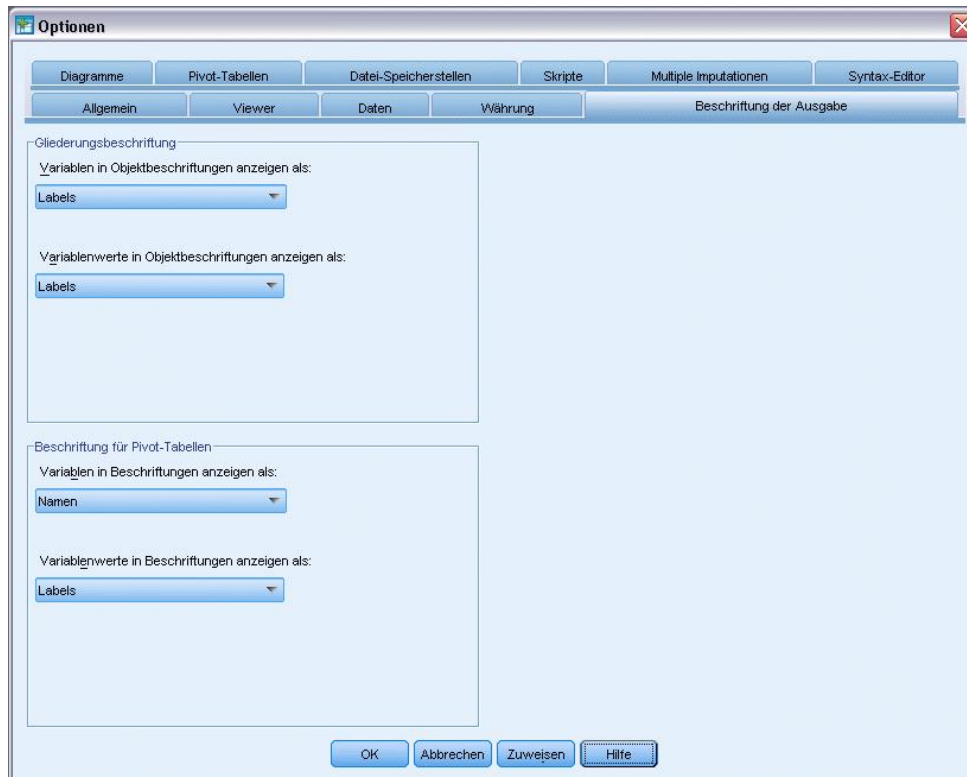 Optionen
Diagramme Pivot-Tabellen Datei-Speicherstellen Skripte Multiple Imputationen Syntax-Editor
Allgemein Viewer Daten Währung Beschriftung der Ausgabe
Gliederungsbeschriftung
Variablen in Objektbeschriftungen anzeigen als:
Labels
Variablenwerte in Objektbeschriftungen anzeigen als:
Labels
Beschriftung für Pivot-Tabellen
Variablen in Beschriftungen anzeigen als:
Namen
Variablenwerte in Beschriftungen anzeigen als:
Labels
OK Abbrechen Zuweisen Hilfe